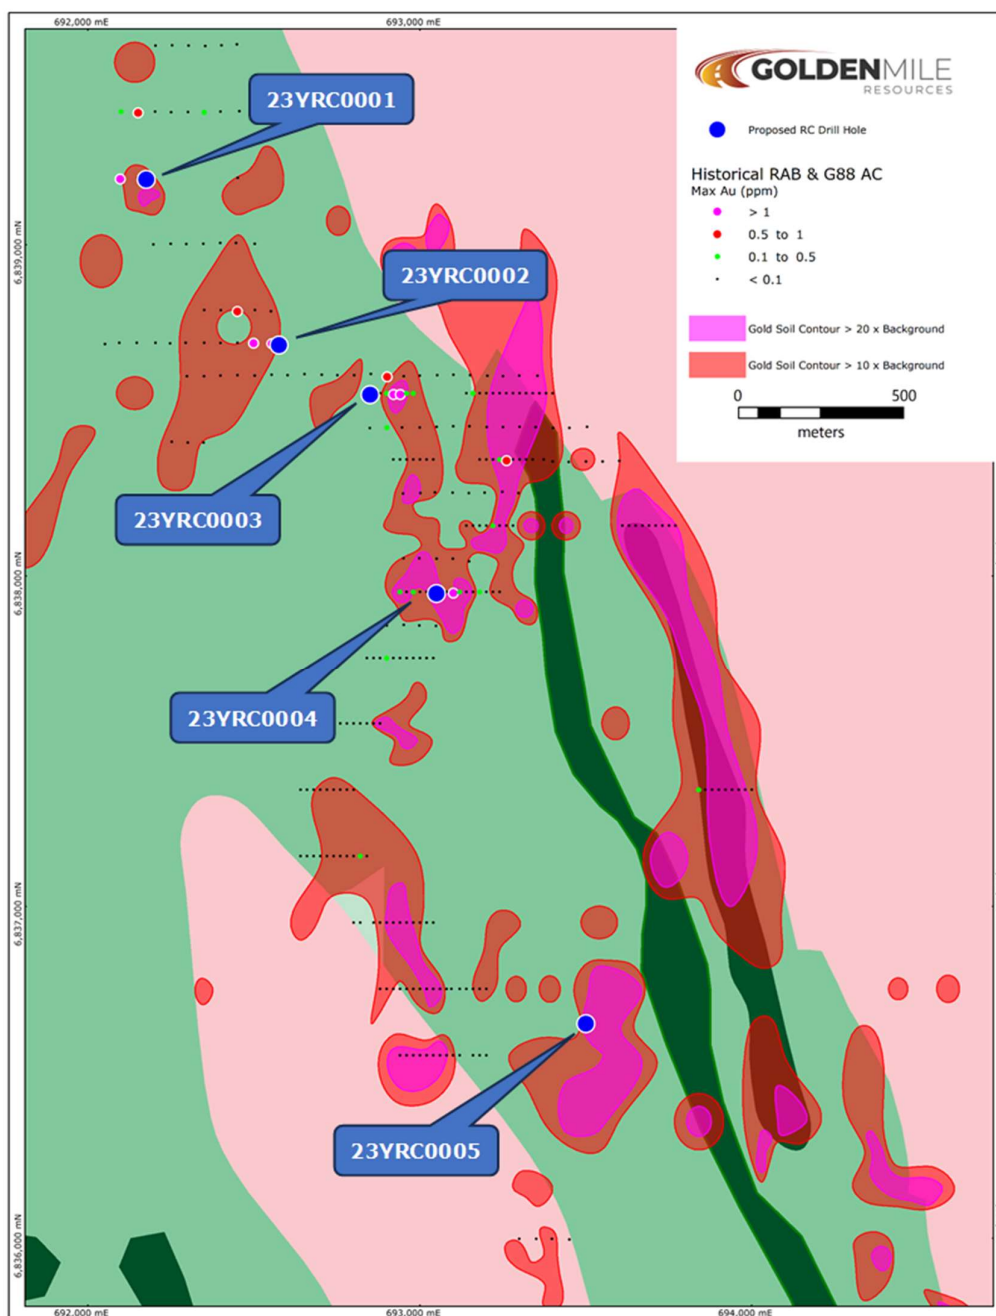 692,000 mE
693,000 mE
GOLDENMILE
RESOURCES
Proposed RC Drill Hole
Historical RAB & G88 AC
Max Au (ppm)
> 1
0.5 to 1
0.1 to 0.5
< 0.1
Gold Soil Contour > 20 x Background
Gold Soil Contour > 10 x Background
0
500
meters
23YRC0001
6,839,000 mN
23YRC0002
23YRC0003
6,838,000 mN
23YRC0004
6,837,000 mN
23YRC0005
6,836,000 mN
692,000 mE
693,000 mE
694,000 mE